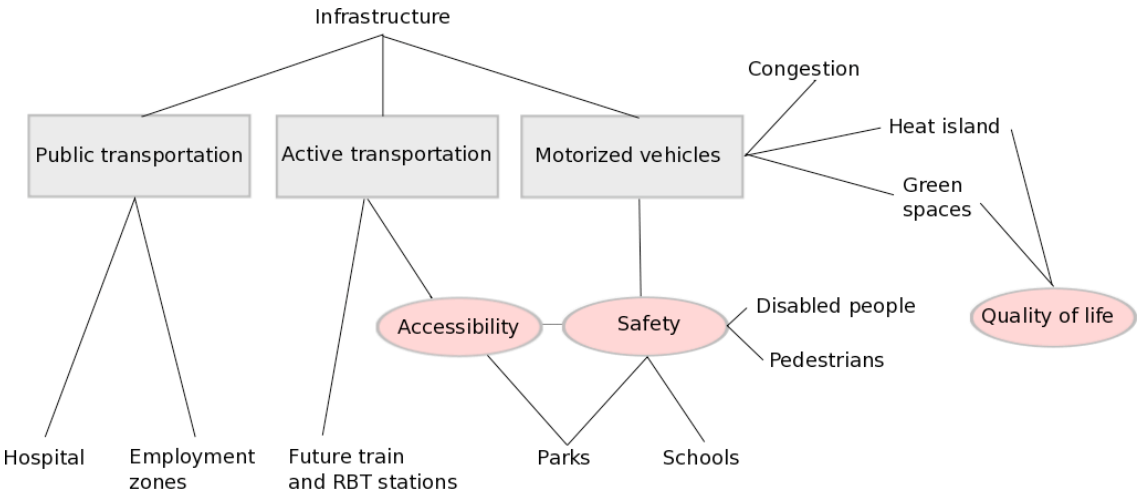 Infrastructure
Congestion
Public transportation
Active transportation
Motorized vehicles
Heat island
Green
spaces
Accessibility
Safety
Disabled people
Pedestrians
Quality of life
Hospital
Employment
zones
Future train
and RBT stations
Parks
Schools